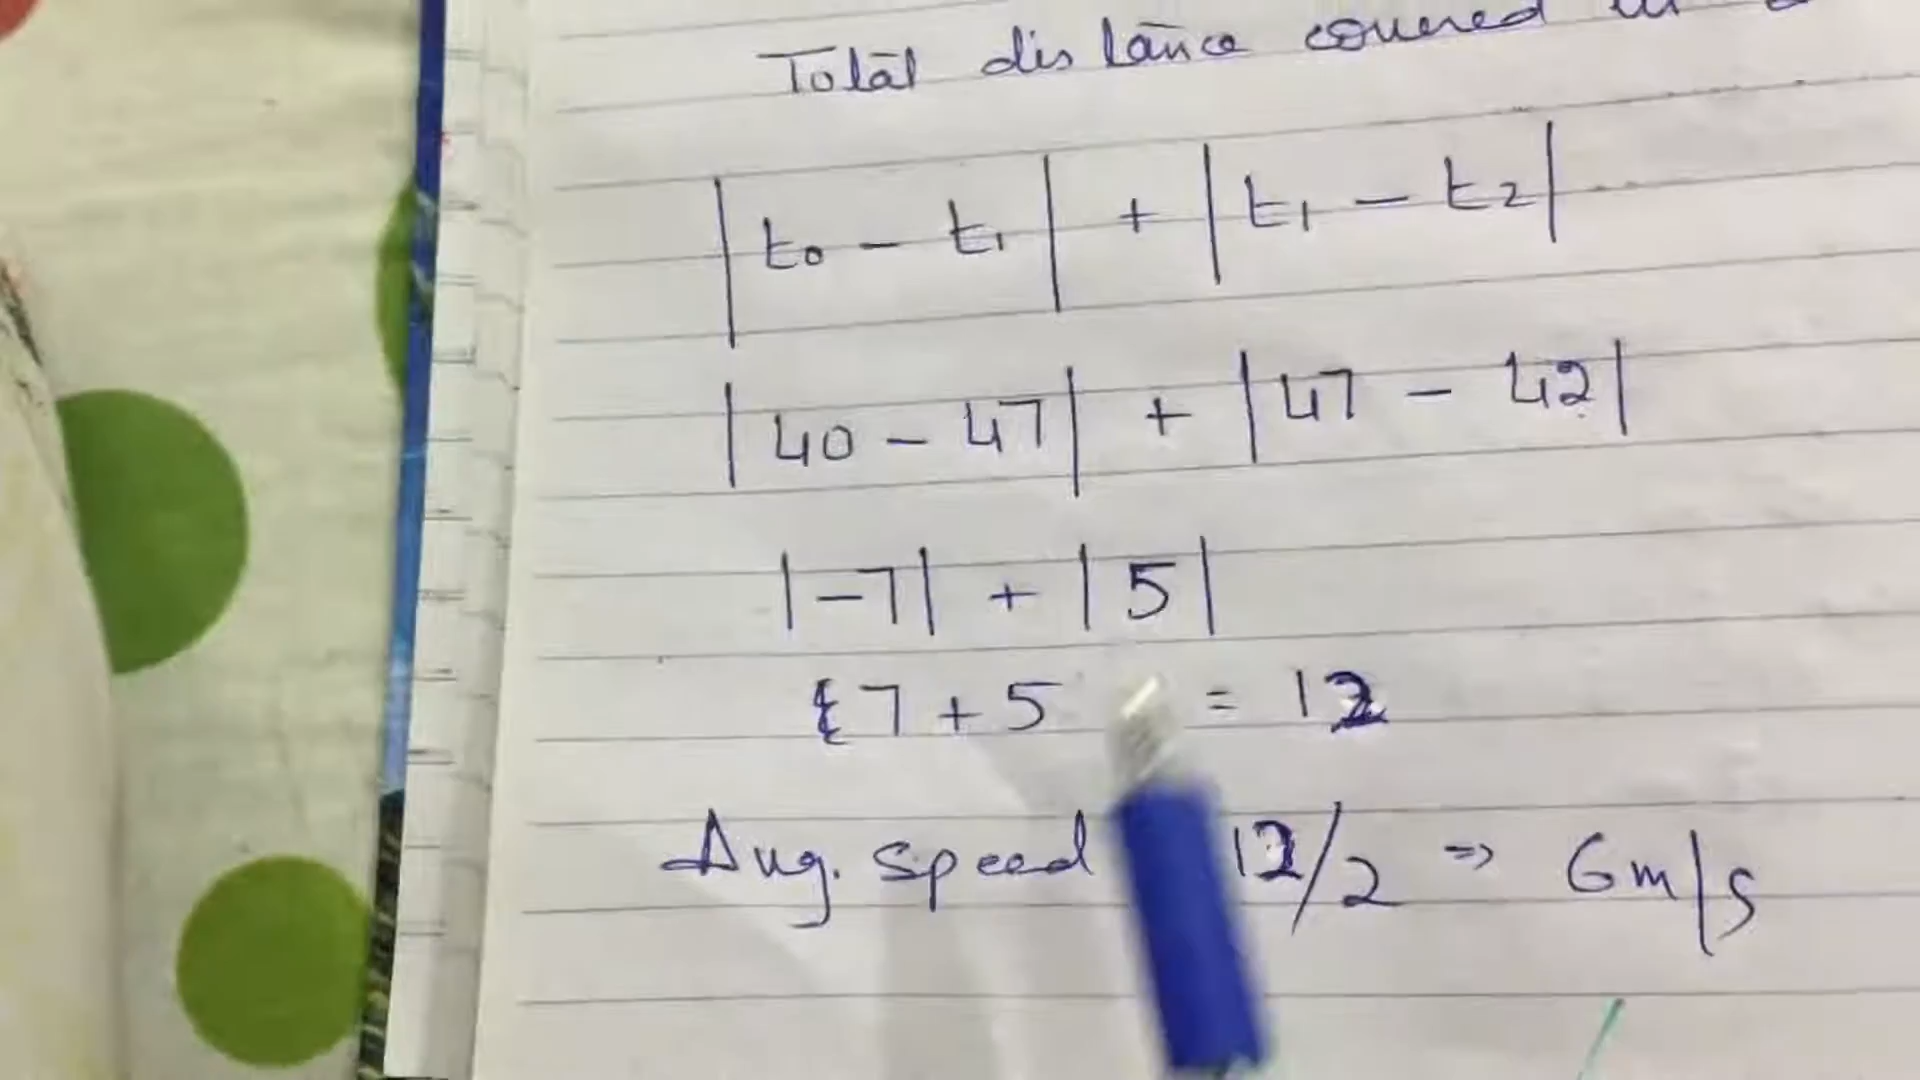 Total distance covered in
|t₀ - t₁| + |t₁ - t₂|
|40 - 47| + |47 - 42|
|-7| + |5|
{7 + 5 = 12
Avg. speed 12/2 => 6m/s